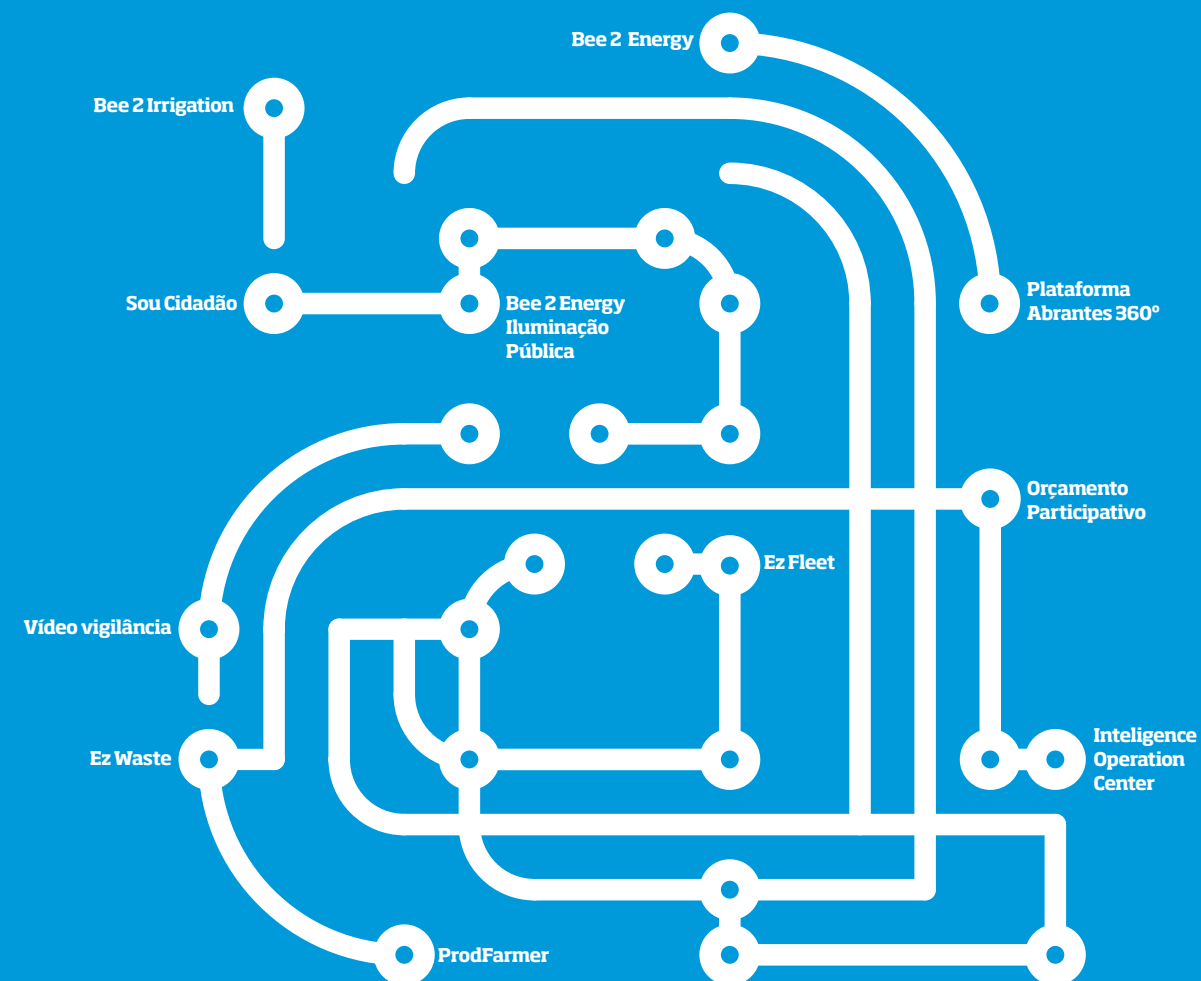 Bee 2 Energy
Bee 2 Irrigation
Sou Cidadão
Bee 2 Energy
Iluminação
Pública
Plataforma
Abrantes 360º
Orçamento
Participativo
Ez Fleet
Vídeo vigilância
Ez Waste
Inteligence
Operation
Center
ProdFarmer